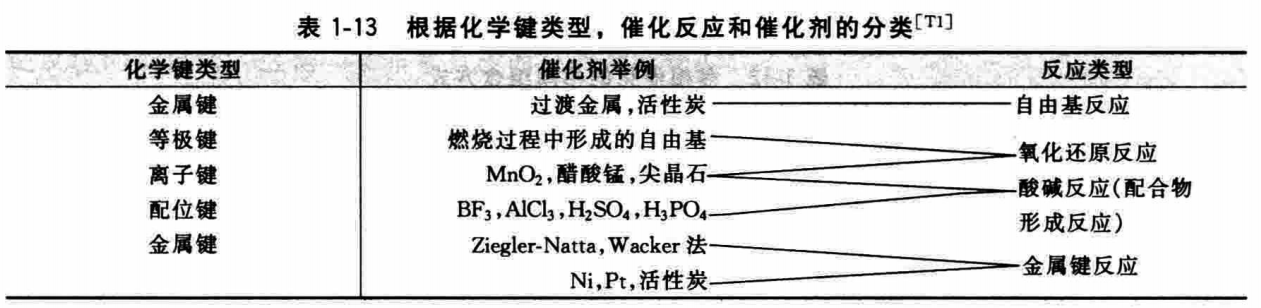 表 1-13 根据化学键类型，催化反应和催化剂的分类[T1]
化学键类型 催化剂举例 反应类型
金属键 过渡金属,活性炭 自由基反应
等极键 燃烧过程中形成的自由基
氧化还原反应
离子键 MnO₂,醋酸锰,尖晶石
酸碱反应(配合物
配位键 BF₃,AlCl₃,H₂SO₄,H₃PO₄
形成反应)
金属键 Ziegler-Natta,Wacker 法
金属键反应
Ni,Pt,活性炭